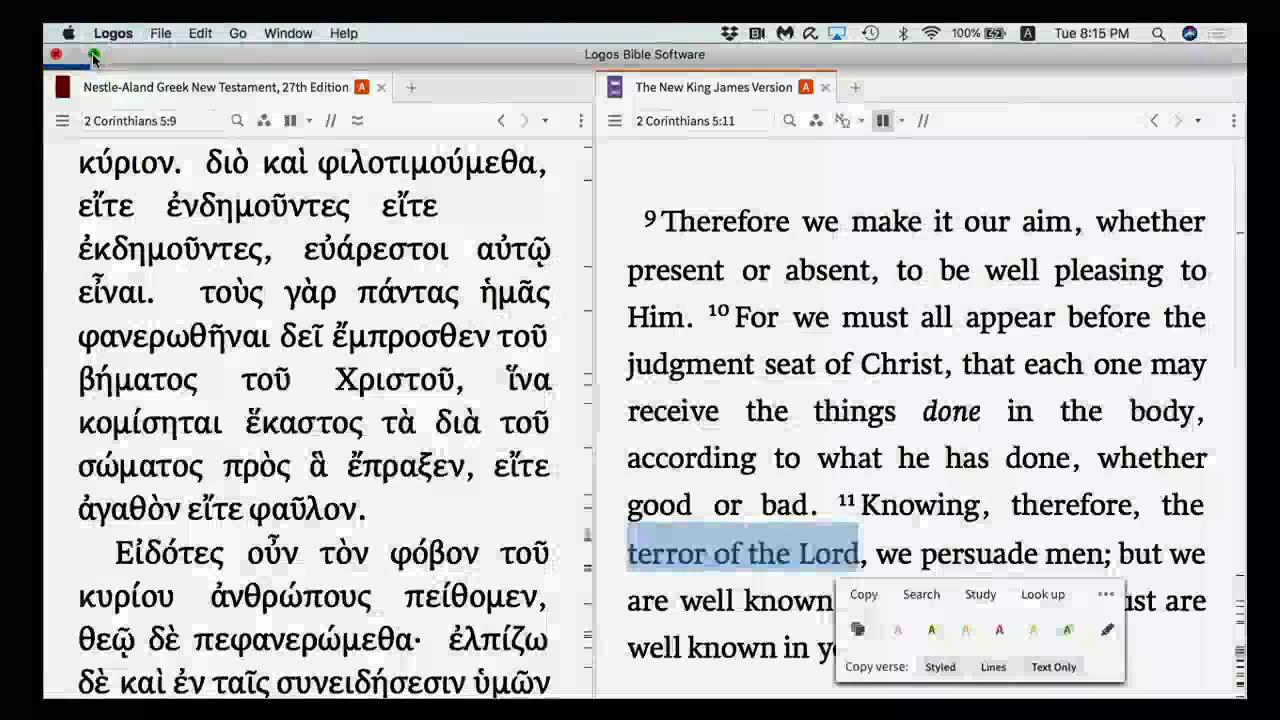 Logos File Edit Go Window Help 100% A Tue 8:15 PM
Logos Bible Software
Nestle-Aland Greek New Testament, 27th Edition A
2 Corinthians 5:9
κύριον. διὸ καὶ φιλοτιμούμεθα,
εἴτε ἐνδημοῦντες εἴτε
ἐκδημοῦντες, εὐάρεστοι αὐτῷ
εἶναι. τοὺς γὰρ πάντας ἡμᾶς
φανερωθῆναι δεῖ ἔμπροσθεν τοῦ
βήματος τοῦ Χριστοῦ, ἵνα
κομίσηται ἕκαστος τὰ διὰ τοῦ
σώματος πρὸς ἃ ἔπραξεν, εἴτε
ἀγαθὸν εἴτε φαῦλον.
Εἰδότες οὖν τὸν φόβον τοῦ
κυρίου ἀνθρώπους πείθομεν,
θεῷ δὲ πεφανερώμεθα· ἐλπίζω
δὲ καὶ ἐν ταῖς συνειδήσεσιν ὑμῶν
The New King James Version A
2 Corinthians 5:11
9 Therefore we make it our aim, whether
present or absent, to be well pleasing to
Him. 10 For we must all appear before the
judgment seat of Christ, that each one may
receive the things done in the body,
according to what he has done, whether
good or bad. 11 Knowing, therefore, the
terror of the Lord, we persuade men; but we
are well known ust are
well known in y
Copy Search Study Look up
Copy verse: Styled Lines Text Only